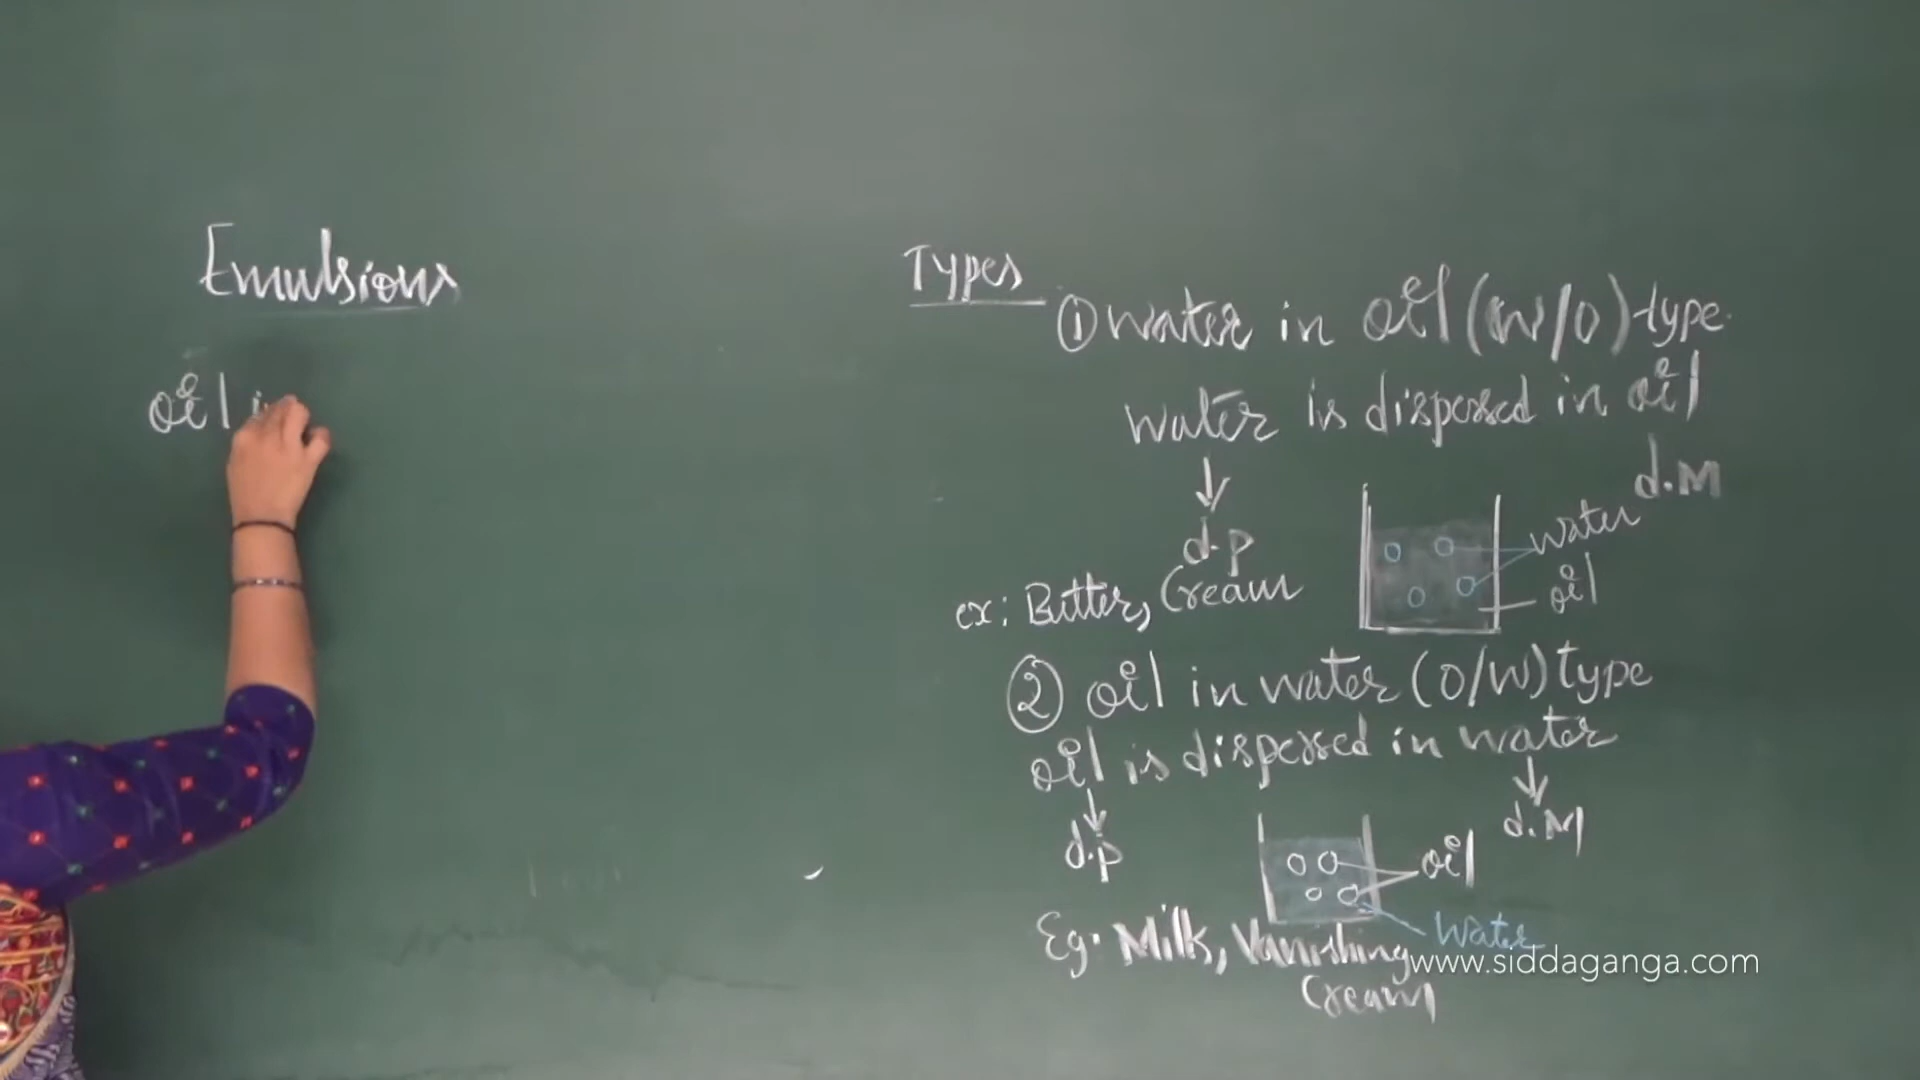 Emulsions
oil
Types
① Water in oil (W/O) type.
Water is dispersed in oil
d.M
d.p
water
oil
ex: Butter, Cream
② oil in water (O/W) type
oil is dispersed in water
d.p
d.M
oil
Water
Eg. Milk, Vanishing
Cream
www.siddaganga.com